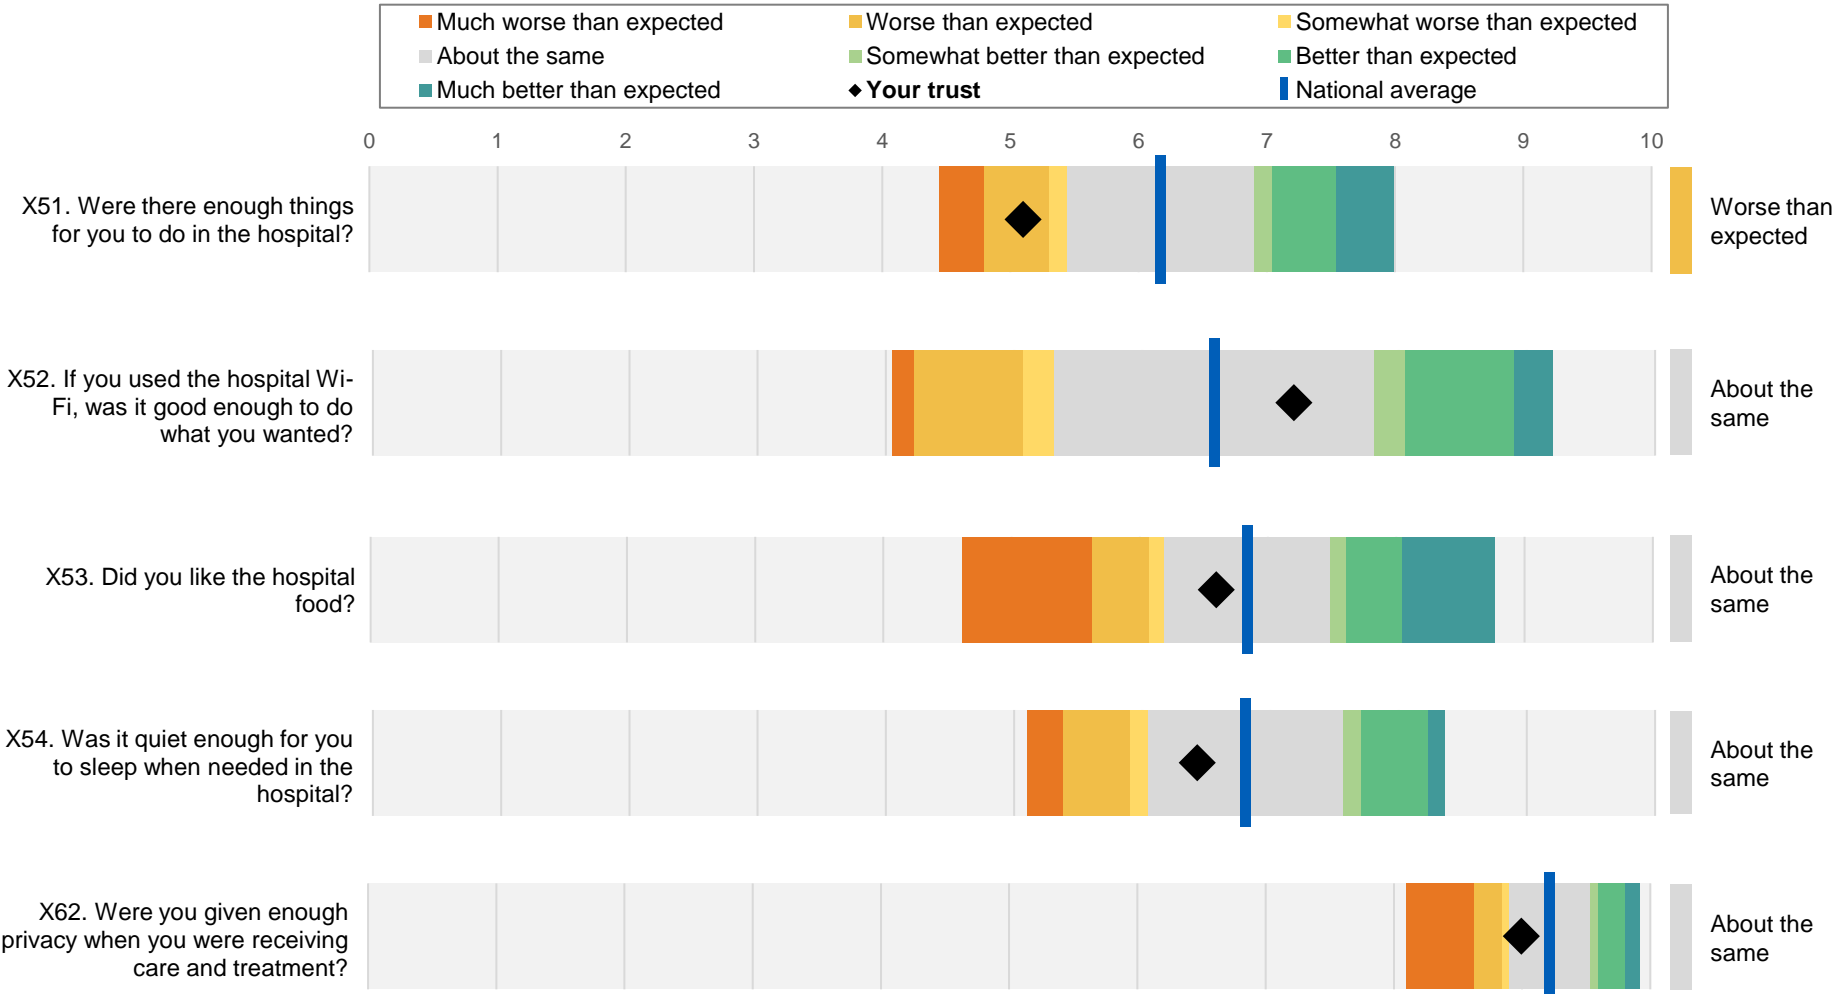 Much worse than expected
Worse than expected
Somewhat worse than expected
About the same
Somewhat better than expected
Better than expected
Much better than expected
Your trust
National average
0 1 2 3 4 5 6 7 8 9 10
X51. Were there enough things
for you to do in the hospital?
Worse than
expected
X52. If you used the hospital Wi-
Fi, was it good enough to do
what you wanted?
About the
same
X53. Did you like the hospital
food?
About the
same
X54. Was it quiet enough for you
to sleep when needed in the
hospital?
About the
same
X62. Were you given enough
privacy when you were receiving
care and treatment?
About the
same